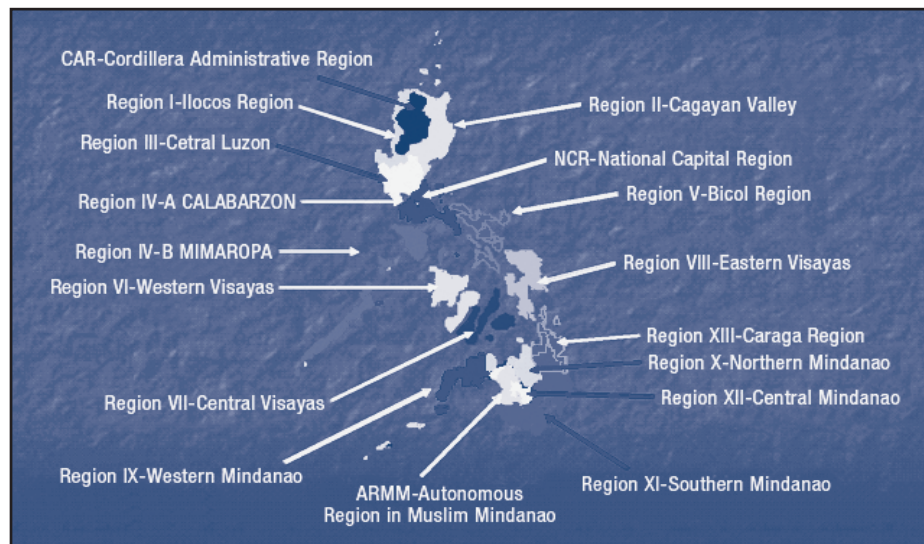 CAR-Cordillera Administrative Region
Region I-Ilocos Region
Region II-Cagayan Valley
Region III-Cetral Luzon
NCR-National Capital Region
Region IV-A CALABARZON
Region V-Bicol Region
Region IV-B MIMAROPA
Region VIII-Eastern Visayas
Region VI-Western Visayas
Region XIII-Caraga Region
Region X-Northern Mindanao
Region XII-Central Mindanao
Region VII-Central Visayas
Region IX-Western Mindanao
Region XI-Southern Mindanao
ARMM-Autonomous
Region in Muslim Mindanao